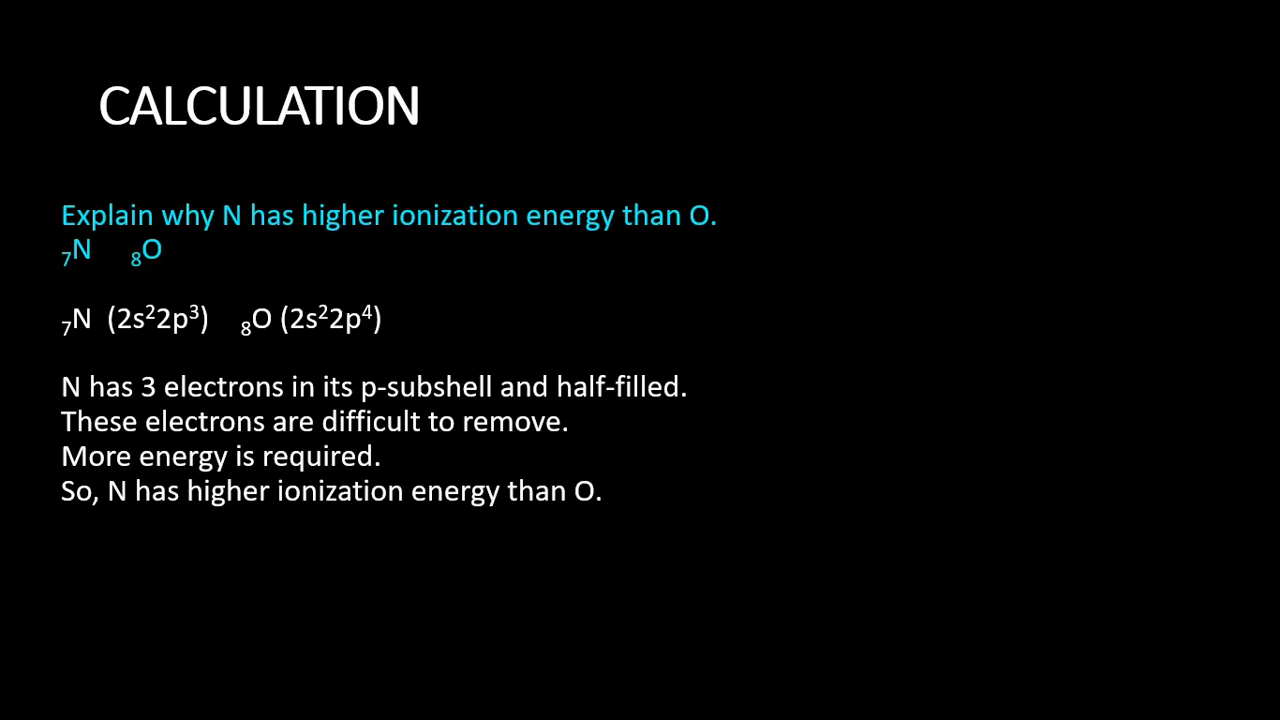 CALCULATION
Explain why N has higher ionization energy than O.
₇N ₈O
₇N (2s²2p³) ₈O (2s²2p⁴)
N has 3 electrons in its p-subshell and half-filled.
These electrons are difficult to remove.
More energy is required.
So, N has higher ionization energy than O.